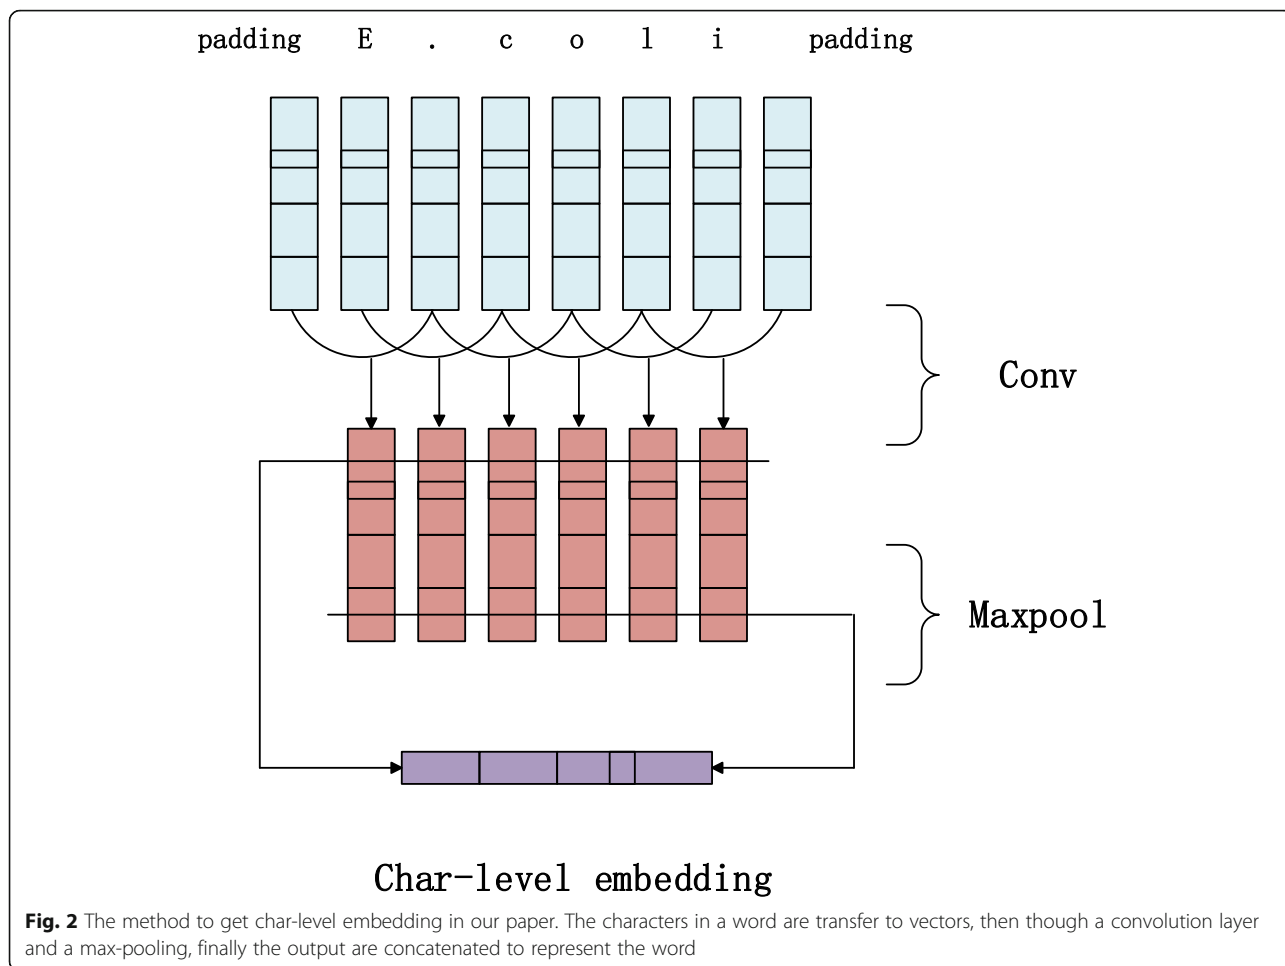 padding E . c o l i padding
Conv
Maxpool
Char-level embedding
Fig. 2 The method to get char-level embedding in our paper. The characters in a word are transfer to vectors, then though a convolution layer
and a max-pooling, finally the output are concatenated to represent the word